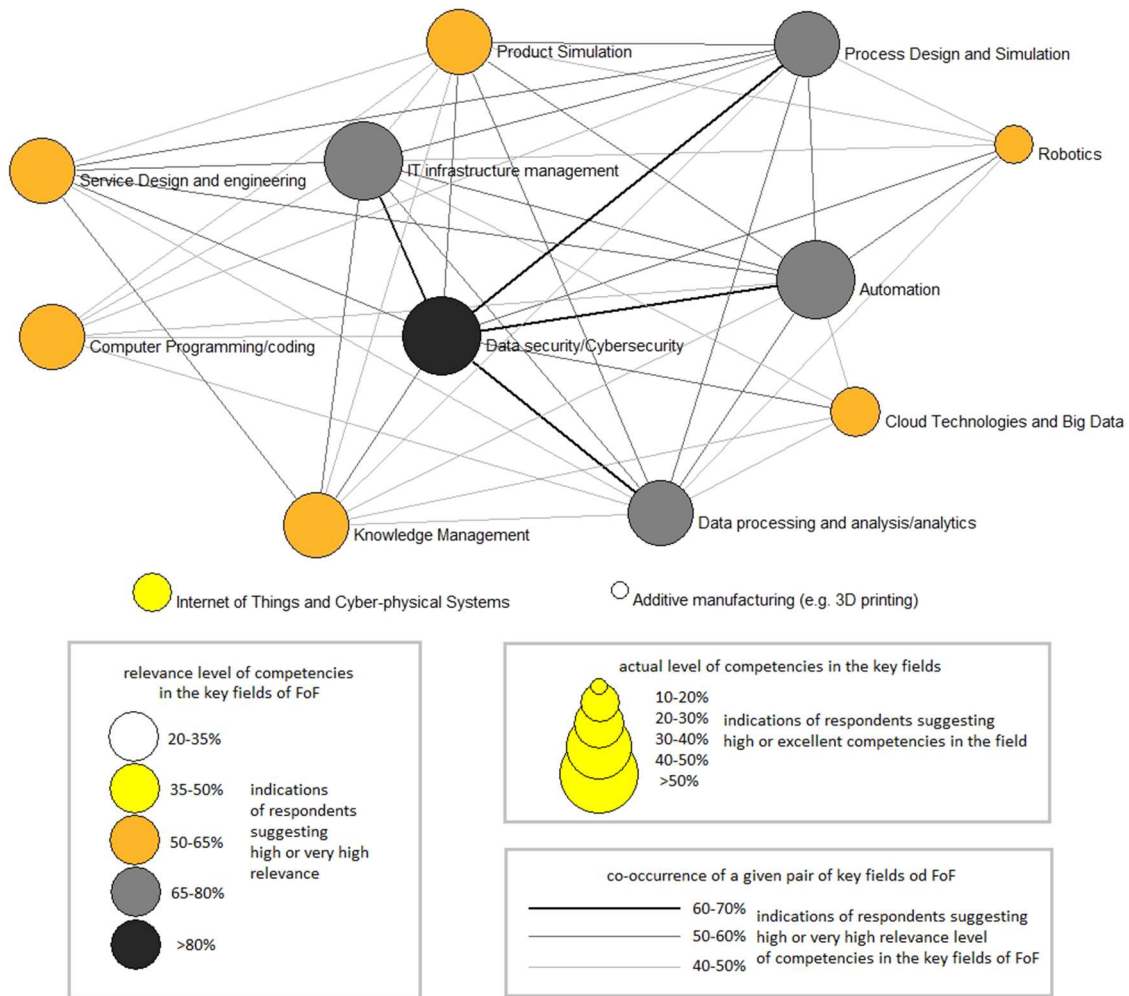 Product Simulation
Process Design and Simulation
Robotics
IT infrastructure management
Service Design and engineering
Automation
Computer Programming/coding
Data security/Cybersecurity
Cloud Technologies and Big Data
Data processing and analysis/analytics
Knowledge Management
Internet of Things and Cyber-physical Systems
Additive manufacturing (e.g. 3D printing)
relevance level of competencies
in the key fields of FoF
20-35%
35-50%
50-65%
65-80%
>80%
indications
of respondents
suggesting
high or very high
relevance
actual level of competencies in the key fields
10-20%
20-30%
30-40%
40-50%
>50%
indications of respondents suggesting
high or excellent competencies in the field
co-occurrence of a given pair of key fields od FoF
60-70%
50-60%
40-50%
indications of respondents suggesting
high or very high relevance level
of competencies in the key fields of FoF